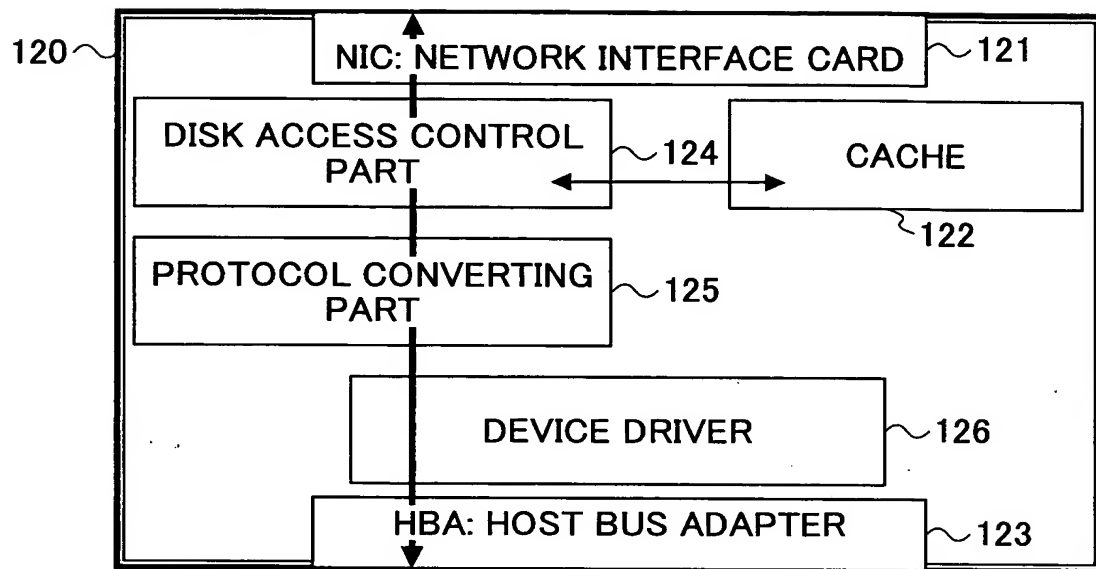 120
NIC: NETWORK INTERFACE CARD
121
DISK ACCESS CONTROL
PART
124
CACHE
122
PROTOCOL CONVERTING
PART
125
DEVICE DRIVER
126
HBA: HOST BUS ADAPTER
123